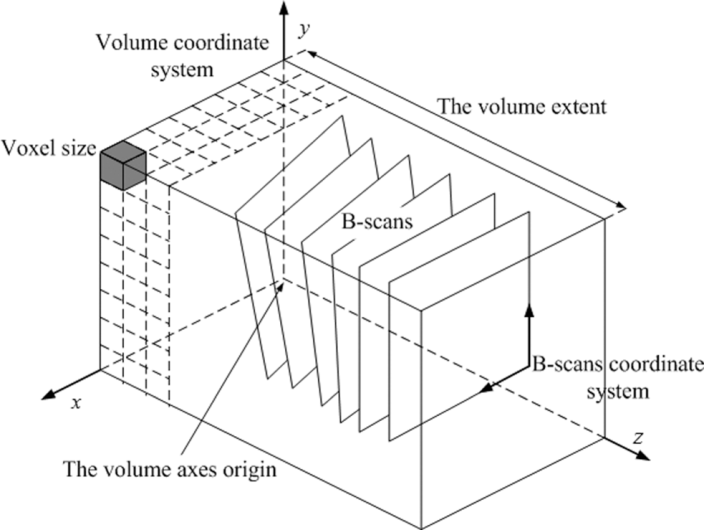 y
Volume coordinate
system
The volume extent
Voxel size
B-scans
B-scans coordinate
system
x
z
The volume axes origin